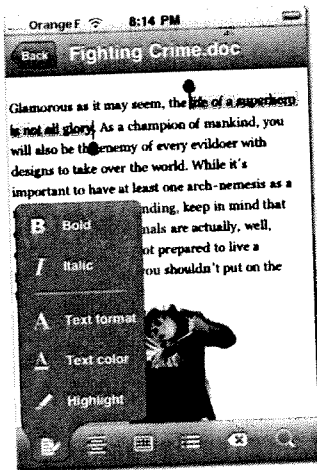 Orange F 8:14 PM
Back Fighting Crime.doc
Glamorous as it may seem, the life of a superhero
is not all glory. As a champion of mankind, you
will also be the enemy of every evildoer with
designs to take over the world. While it's
important to have at least one arch-nemesis as a
nding, keep in mind that
nals are actually, well,
ot prepared to live a
you shouldn't put on the
B Bold
I Italic
A Text format
A Text color
Highlight